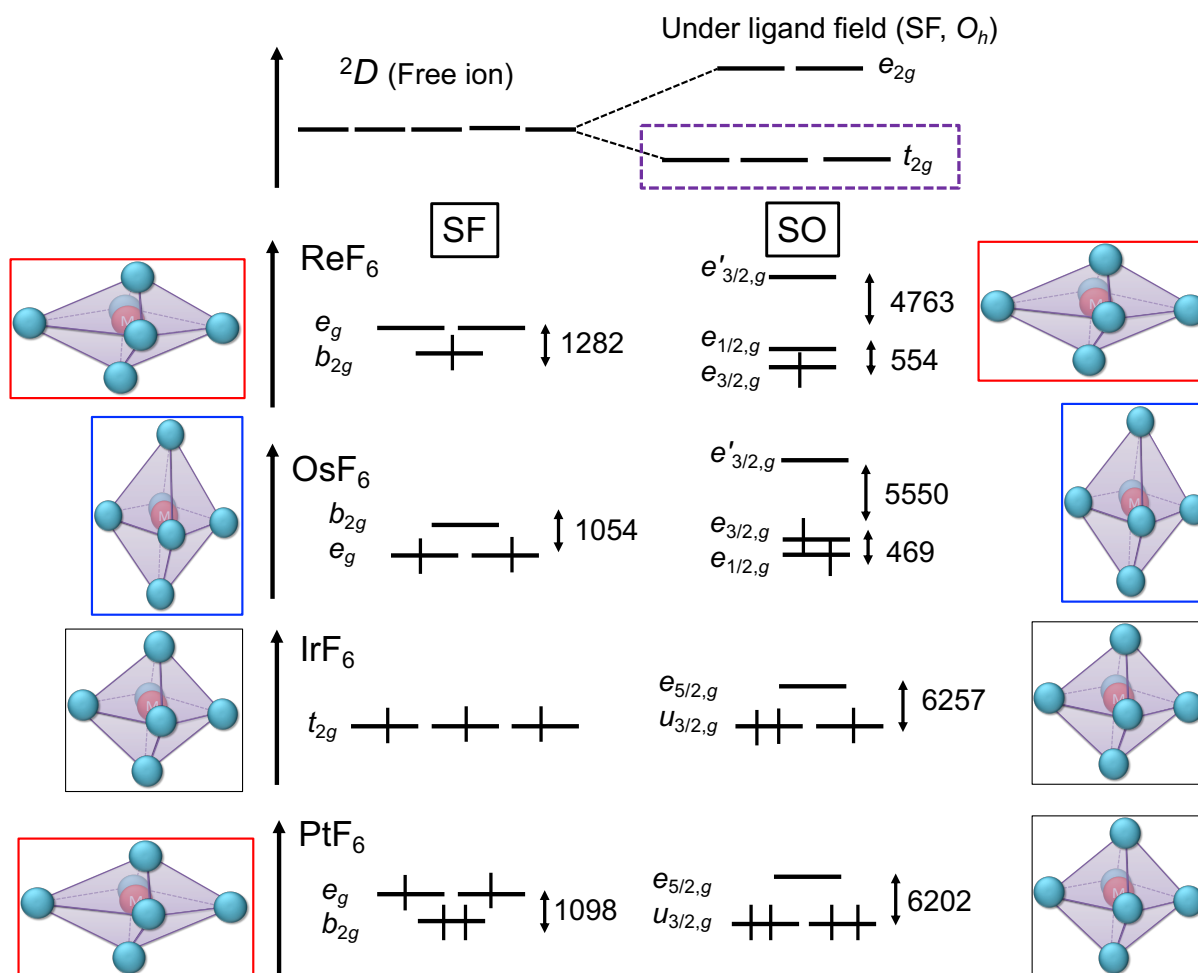 Under ligand field (SF, Oh)
²D (Free ion)
e2g
t2g
SF
SO
ReF6
M
eg
b2g
1282
e'3/2,g
4763
e1/2,g
e3/2,g
554
M
OsF6
M
b2g
eg
1054
e'3/2,g
5550
e3/2,g
e1/2,g
469
M
IrF6
M
t2g
e5/2,g
u3/2,g
6257
M
PtF6
M
eg
b2g
1098
e5/2,g
u3/2,g
6202
M